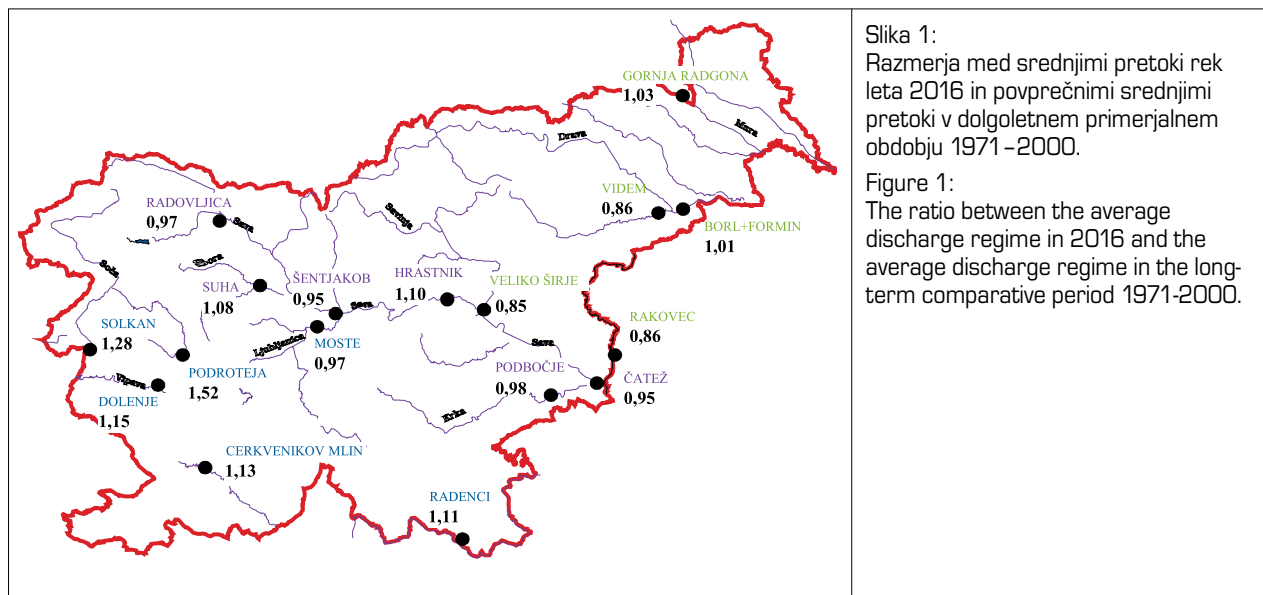 GORNJA RADGONA
1,03
Mura
Drava
VIDEM
0,86
BORL+FORMIN
1,01
RADOVLJICA
0,97
Sava
Savinja
Soča
Sora
SUHA
1,08
ŠENTJAKOB
0,95
HRASTNIK
1,10
VELIKO ŠIRJE
0,85
Sava
SOLKAN
1,28
Ljubljanica
MOSTE
0,97
Sava
RAKOVEC
0,86
PODROTEJA
1,52
Vipava
DOLENJE
1,15
PODBOČJE
0,98
ČATEŽ
0,95
Krka
CERKVENIKOV MLIN
1,13
RADENCI
1,11
Slika 1:
Razmerja med srednjimi pretoki rek
leta 2016 in povprečnimi srednjimi
pretoki v dolgoletnem primerjalnem
obdobju 1971–2000.
Figure 1:
The ratio between the average
discharge regime in 2016 and the
average discharge regime in the long-
term comparative period 1971-2000.